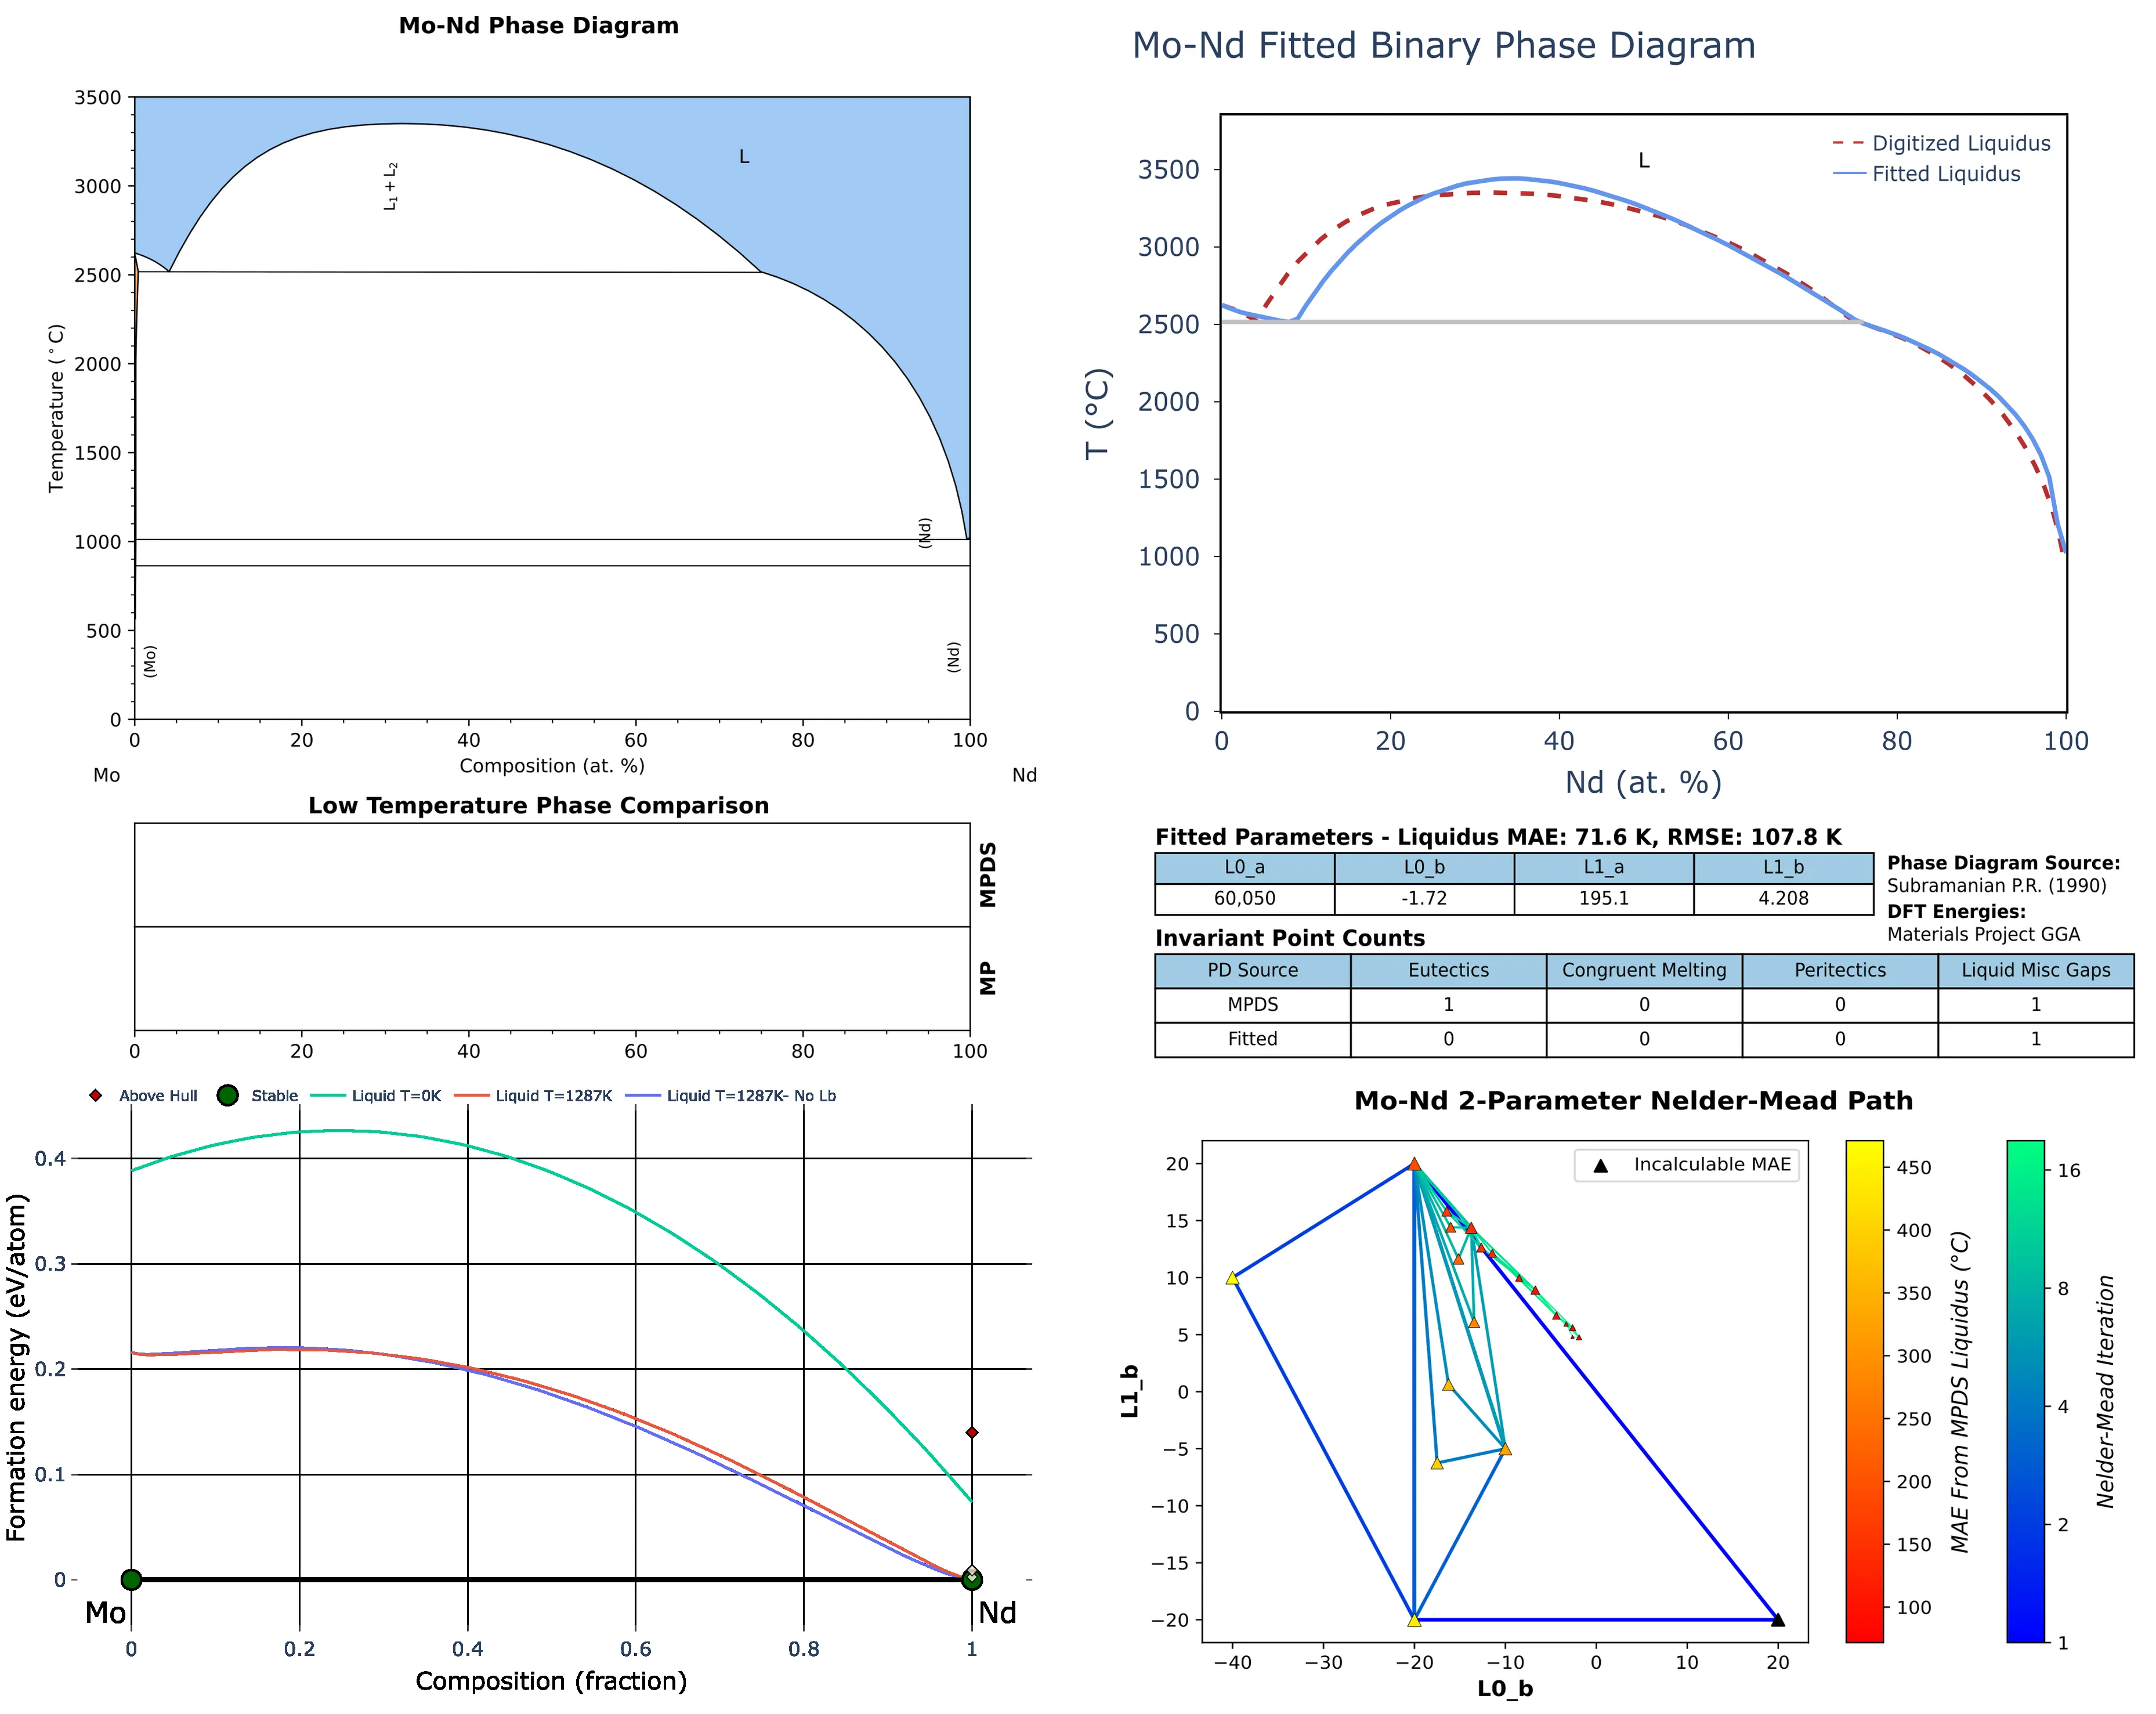 Mo-Nd Phase Diagram
3500
3000
2500
2000
1500
1000
500
0
Temperature (°C)
L₁ + L₂
L
(Nd)
(Mo)
(Nd)
0 20 40 60 80 100
Composition (at. %)
Mo Nd
Low Temperature Phase Comparison
MPDS
MP
0 20 40 60 80 100
Above Hull Stable Liquid T=0K Liquid T=1287K Liquid T=1287K- No Lb
0.4
0.3
0.2
0.1
0
Formation energy (eV/atom)
Mo Nd
0 0.2 0.4 0.6 0.8 1
Composition (fraction)
Mo-Nd Fitted Binary Phase Diagram
L
Digitized Liquidus
Fitted Liquidus
3500
3000
2500
2000
1500
1000
500
0
T (°C)
0 20 40 60 80 100
Nd (at. %)
Fitted Parameters - Liquidus MAE: 71.6 K, RMSE: 107.8 K
L0_a L0_b L1_a L1_b
60,050 -1.72 195.1 4.208
Phase Diagram Source:
Subramanian P.R. (1990)
DFT Energies:
Materials Project GGA
Invariant Point Counts
PD Source Eutectics Congruent Melting Peritectics Liquid Misc Gaps
MPDS 1 0 0 1
Fitted 0 0 0 1
Mo-Nd 2-Parameter Nelder-Mead Path
Incalculable MAE
20
15
10
5
0
−5
−10
−15
−20
L1_b
−40 −30 −20 −10 0 10 20
L0_b
450
400
350
300
250
200
150
100
MAE From MPDS Liquidus (°C)
16
8
4
2
1
Nelder-Mead Iteration